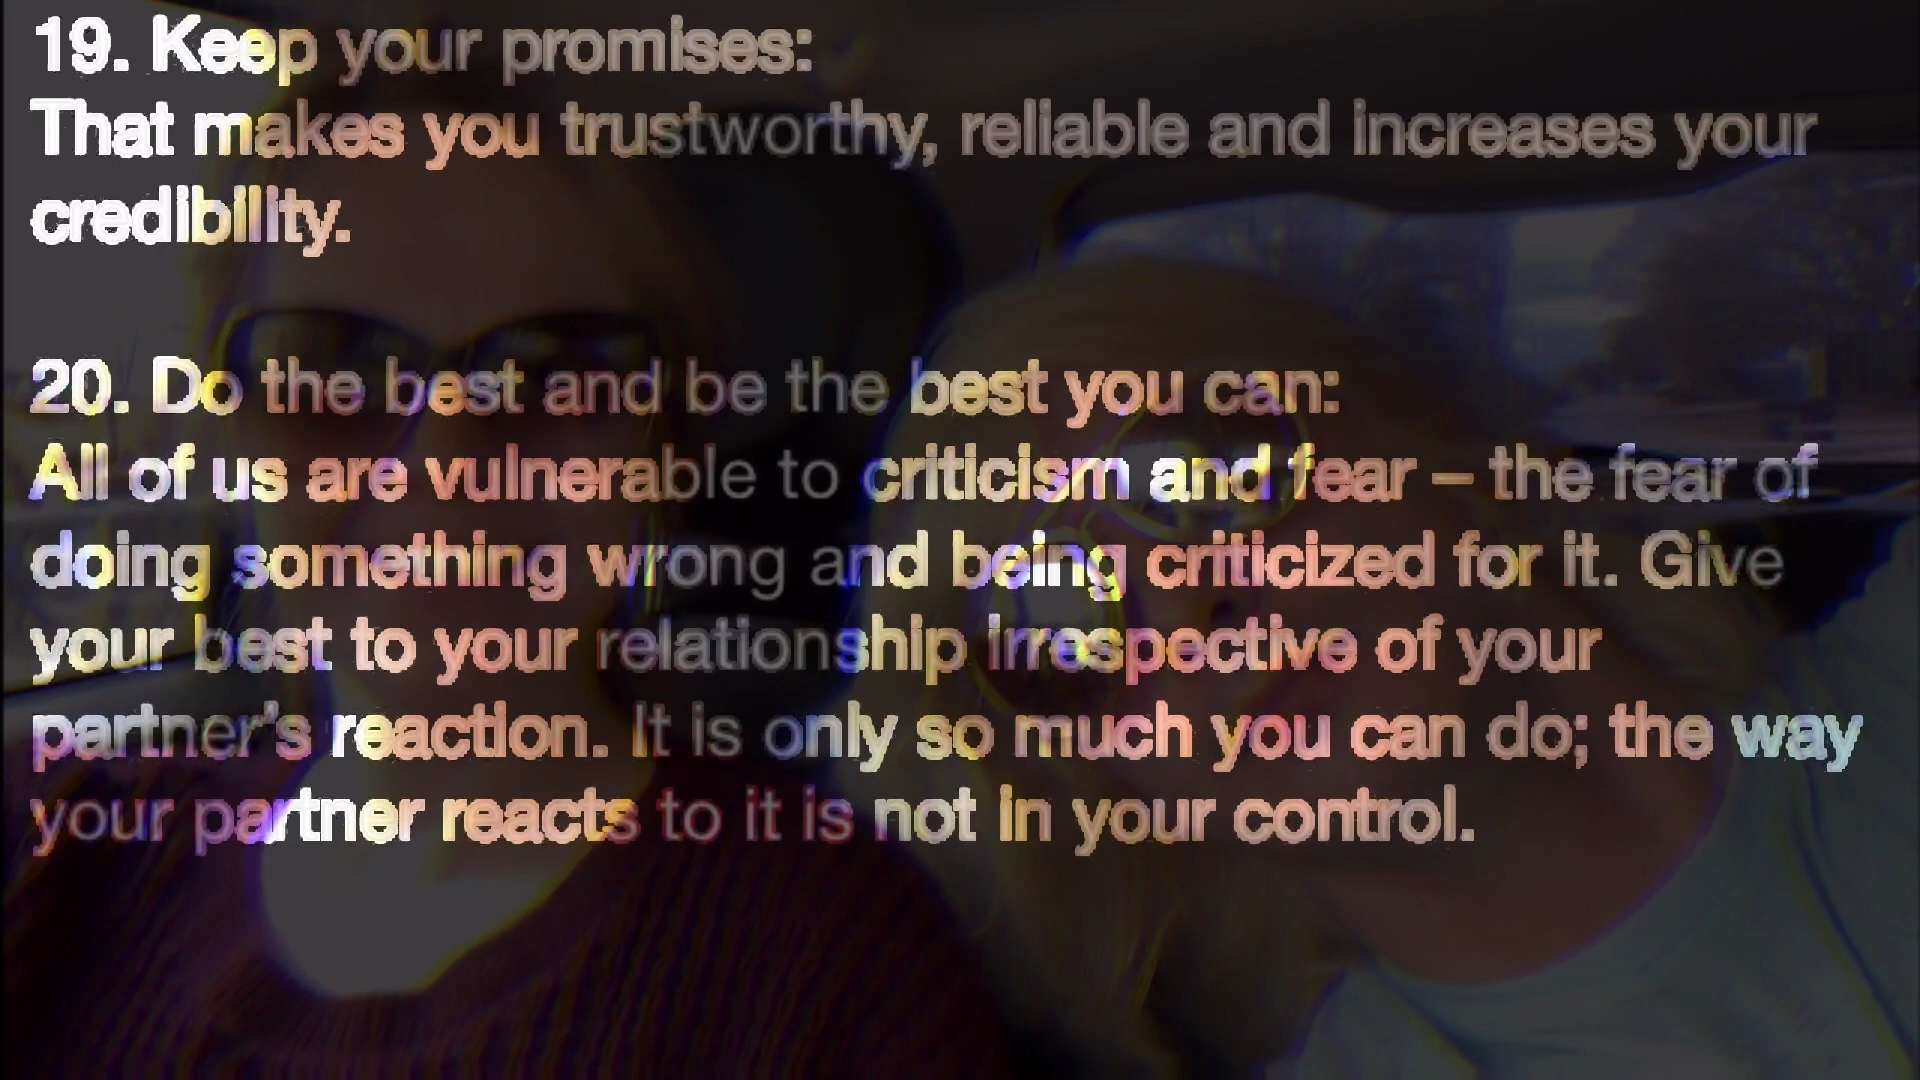 19. Keep your promises:
That makes you trustworthy, reliable and increases your
credibility.
20. Do the best and be the best you can:
All of us are vulnerable to criticism and fear – the fear of
doing something wrong and being criticized for it. Give
your best to your relationship irrespective of your
partner's reaction. It is only so much you can do; the way
your partner reacts to it is not in your control.